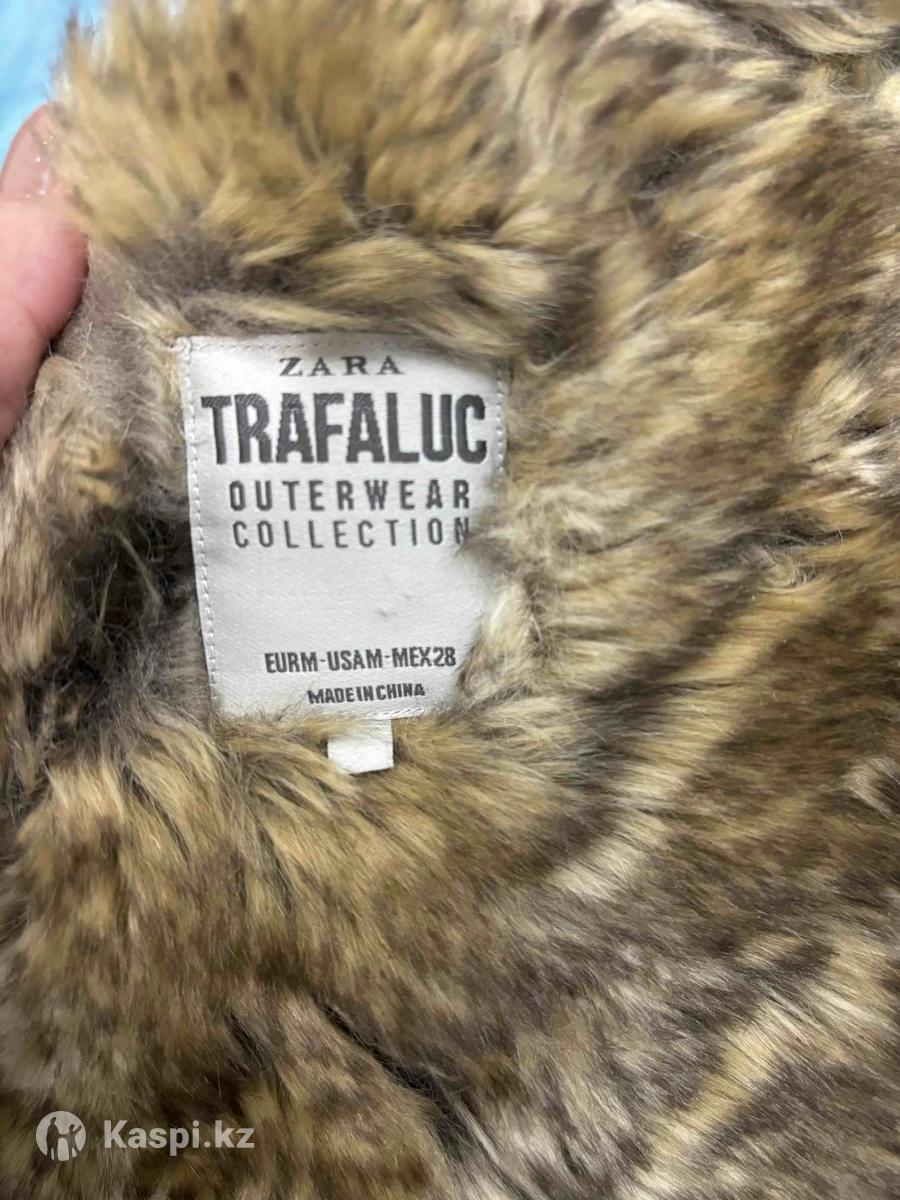 ZARA
TRAFALUC
OUTERWEAR
COLLECTION
EURM-USAM-MEX28
MADE IN CHINA
Kaspi.kz